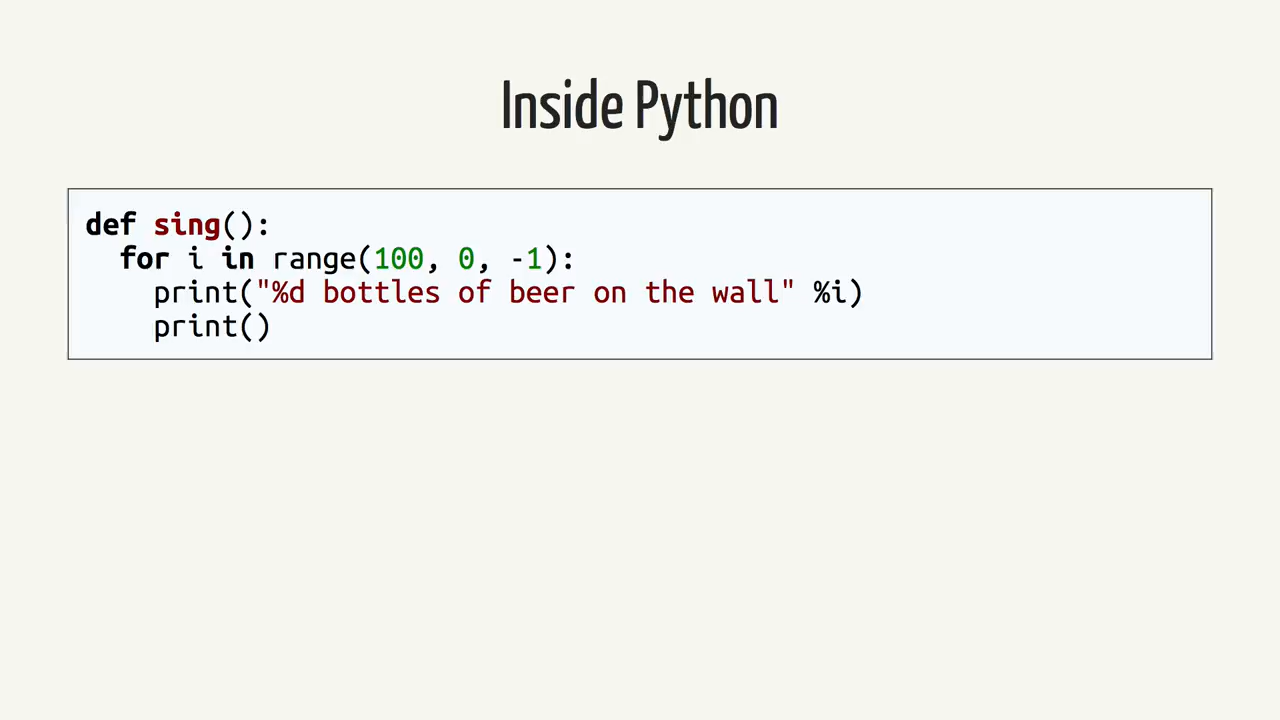 Inside Python
def sing():
  for i in range(100, 0, -1):
    print("%d bottles of beer on the wall" %i)
    print()